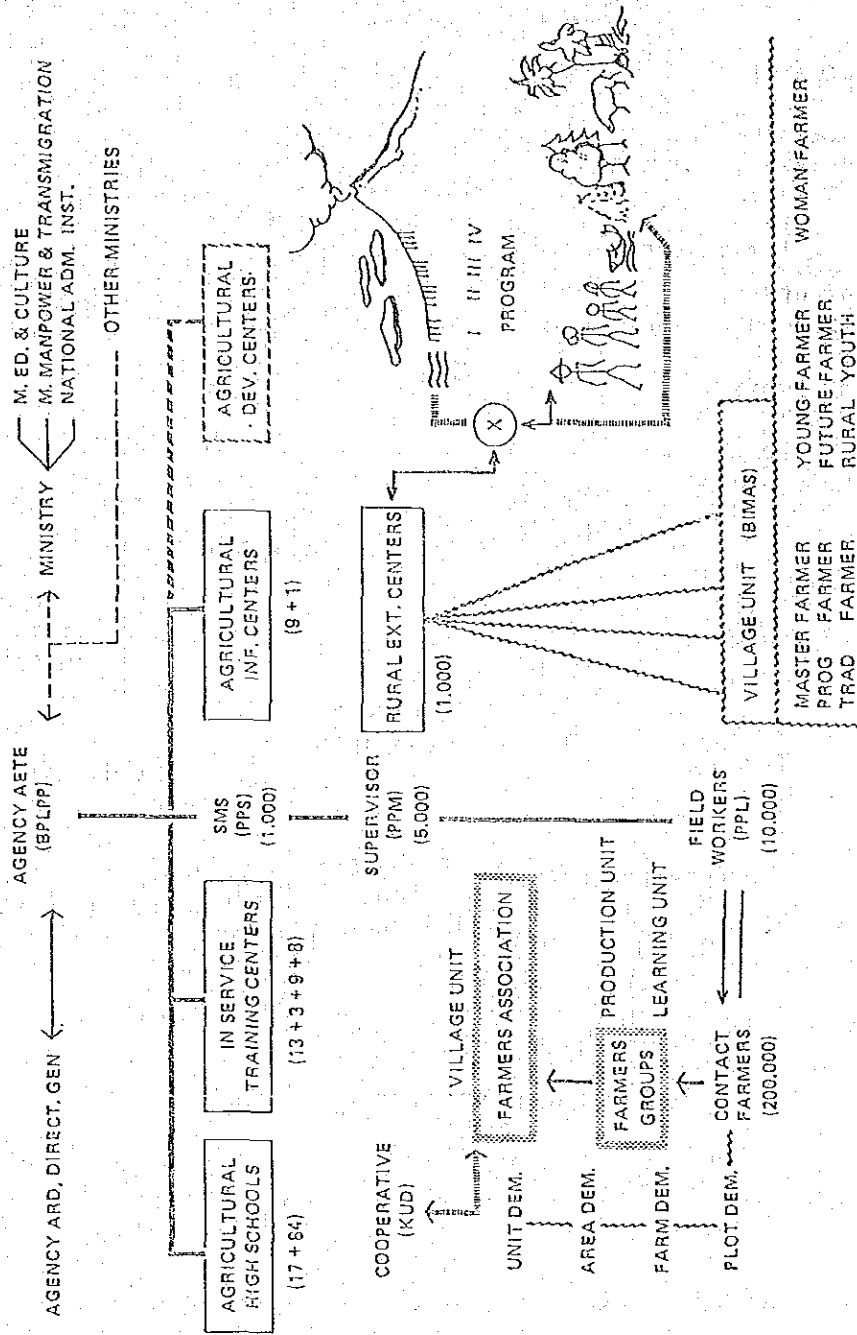 AGENCY ARD, DIRECT. GEN
AGENCY AETE
(BPLPP)
MINISTRY
M. ED. & CULTURE
M. MANPOWER & TRANSMIGRATION
NATIONAL ADM. INST.
OTHER MINISTRIES
AGRICULTURAL
HIGH SCHOOLS
(17 + 64)
IN SERVICE
TRAINING CENTERS
(13 + 3 + 9 + 8)
SMS
(PPS)
(1.000)
AGRICULTURAL
INF. CENTERS
(9 + 1)
AGRICULTURAL
DEV. CENTERS
COOPERATIVE
(KUD)
VILLAGE UNIT
FARMERS ASSOCIATION
SUPERVISOR
(PPM)
(5.000)
RURAL EXT. CENTERS
(1.000)
X
I II III IV
PROGRAM
UNIT DEM.
AREA DEM.
FARM DEM.
PLOT DEM.
FARMERS
GROUPS
PRODUCTION UNIT
LEARNING UNIT
CONTACT
FARMERS
(200.000)
FIELD
WORKERS
(PPL)
(10.000)
VILLAGE UNIT (BIMAS)
MASTER FARMER YOUNG FARMER WOMAN FARMER
PROG FARMER FUTURE FARMER
TRAD FARMER RURAL YOUTH